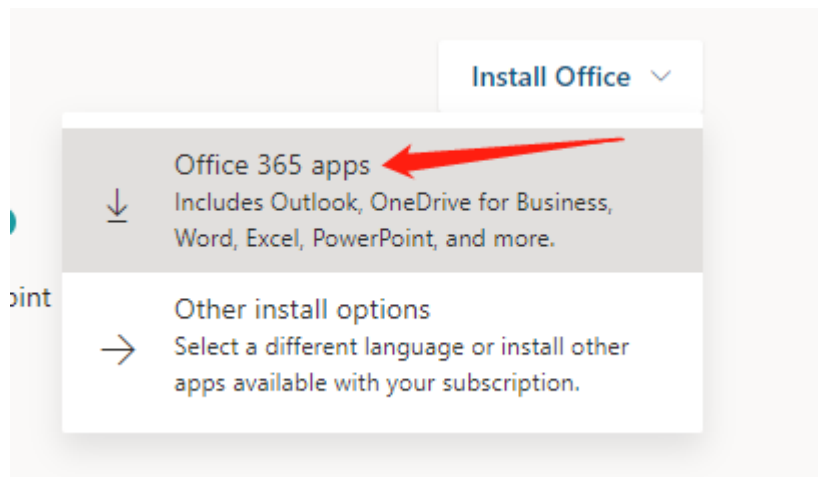 Install Office
Office 365 apps
Includes Outlook, OneDrive for Business,
Word, Excel, PowerPoint, and more.
oint
Other install options
Select a different language or install other
apps available with your subscription.